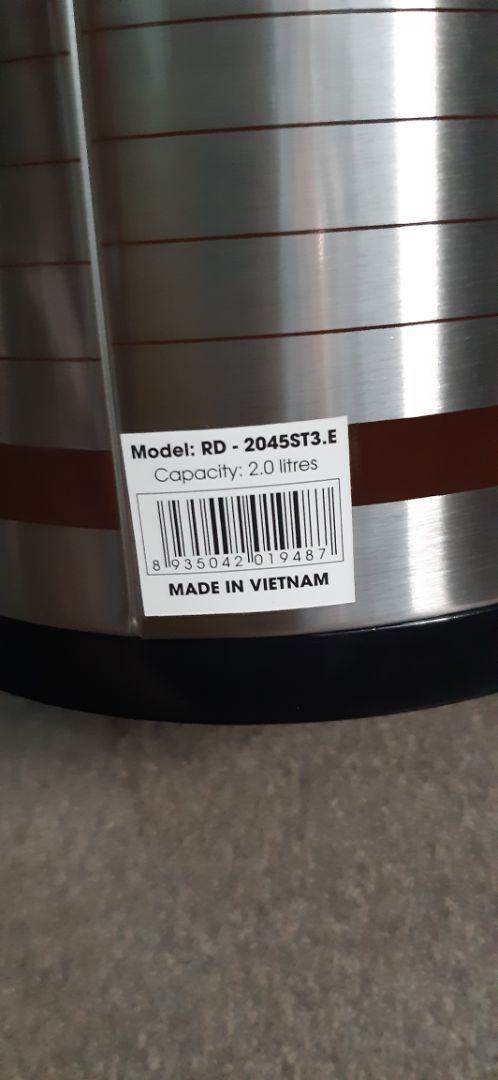 Model: RD - 2045ST3.E
Capacity: 2.0 litres
8 935042 019487
MADE IN VIETNAM